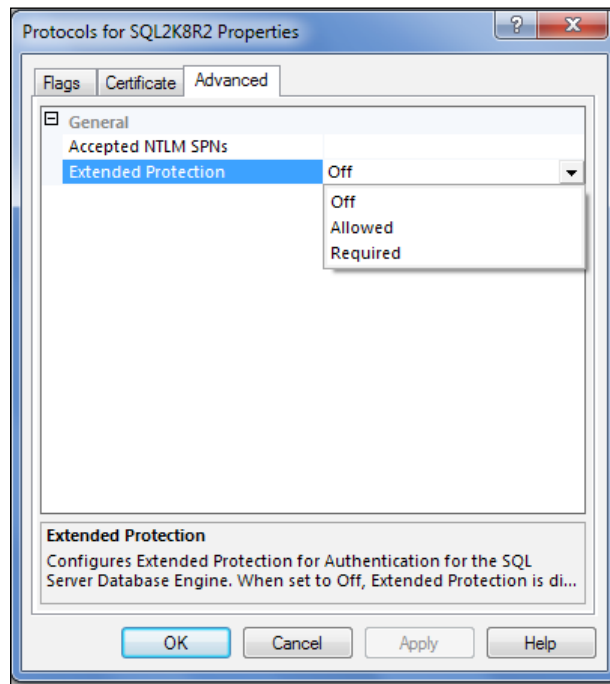 Protocols for SQL2K8R2 Properties
Flags Certificate Advanced
General
Accepted NTLM SPNs
Extended Protection Off
Off
Allowed
Required
Extended Protection
Configures Extended Protection for Authentication for the SQL
Server Database Engine. When set to Off, Extended Protection is di...
OK Cancel Apply Help